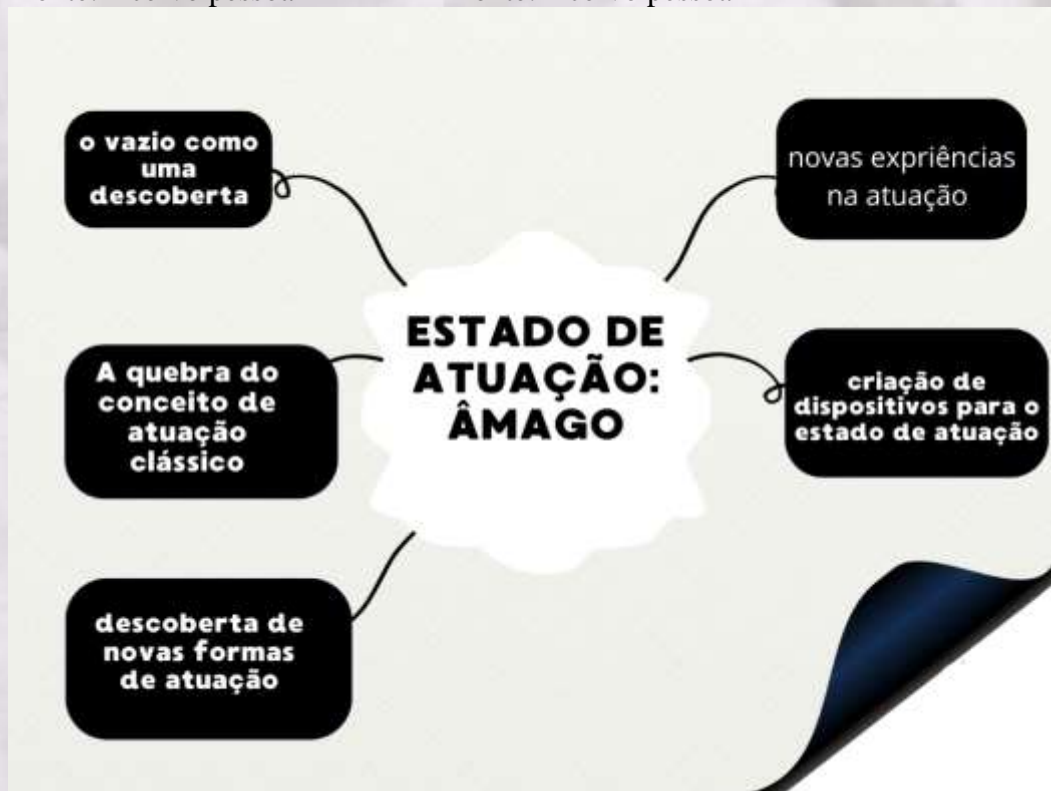 o vazio como
uma
descoberta
A quebra do
conceito de
atuação
clássico
descoberta de
novas formas
de atuação
ESTADO DE
ATUAÇÃO:
ÂMAGO
novas expriências
na atuação
criação de
dispositivos para o
estado de atuação